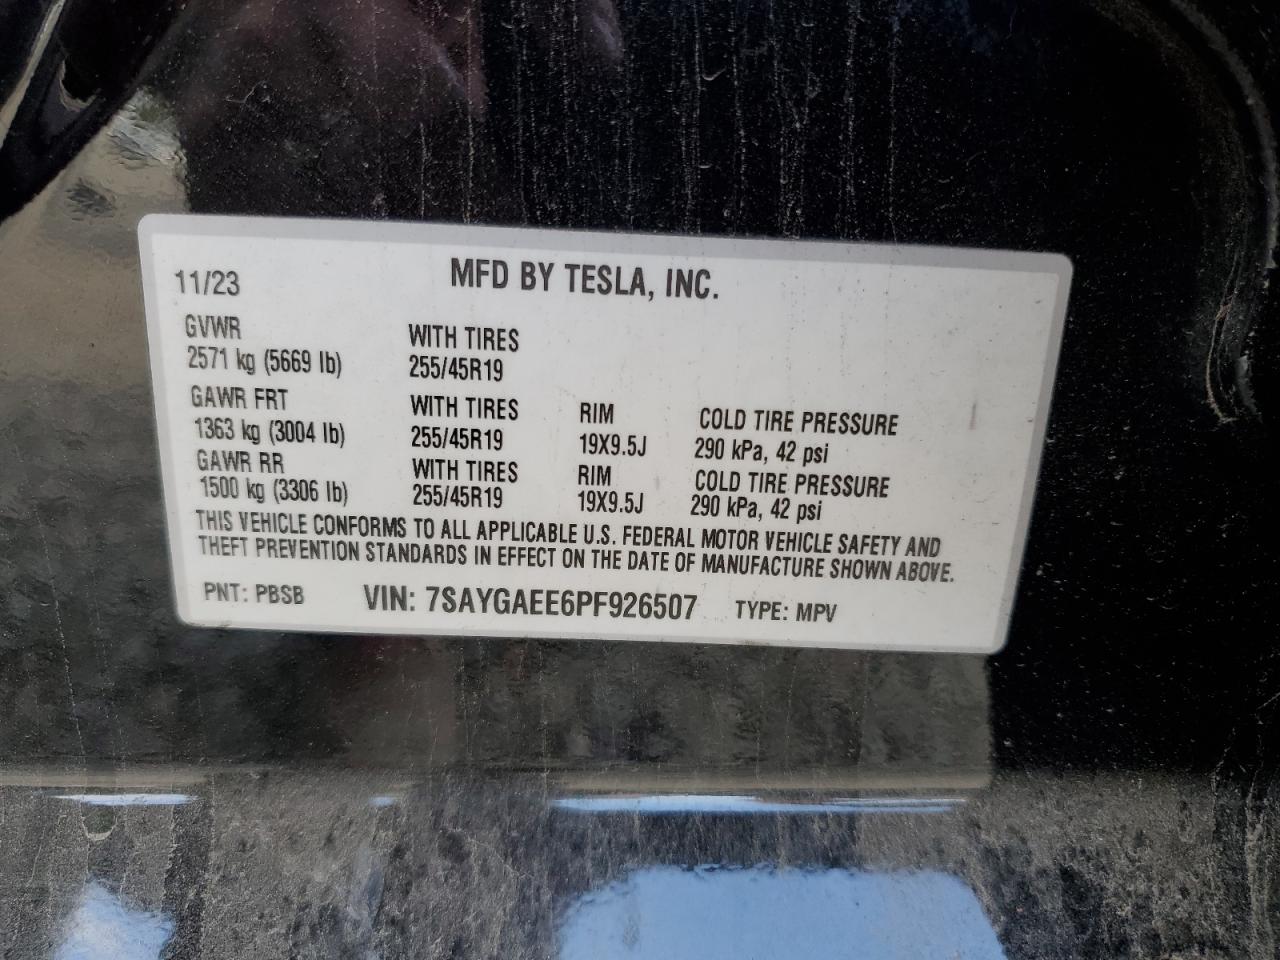 11/23 MFD BY TESLA, INC.
GVWR WITH TIRES
2571 kg (5669 lb) 255/45R19
GAWR FRT WITH TIRES RIM COLD TIRE PRESSURE
1363 kg (3004 lb) 255/45R19 19X9.5J 290 kPa, 42 psi
GAWR RR WITH TIRES RIM COLD TIRE PRESSURE
1500 kg (3306 lb) 255/45R19 19X9.5J 290 kPa, 42 psi
THIS VEHICLE CONFORMS TO ALL APPLICABLE U.S. FEDERAL MOTOR VEHICLE SAFETY AND
THEFT PREVENTION STANDARDS IN EFFECT ON THE DATE OF MANUFACTURE SHOWN ABOVE.
PNT: PBSB VIN: 7SAYGAEE6PF926507 TYPE: MPV